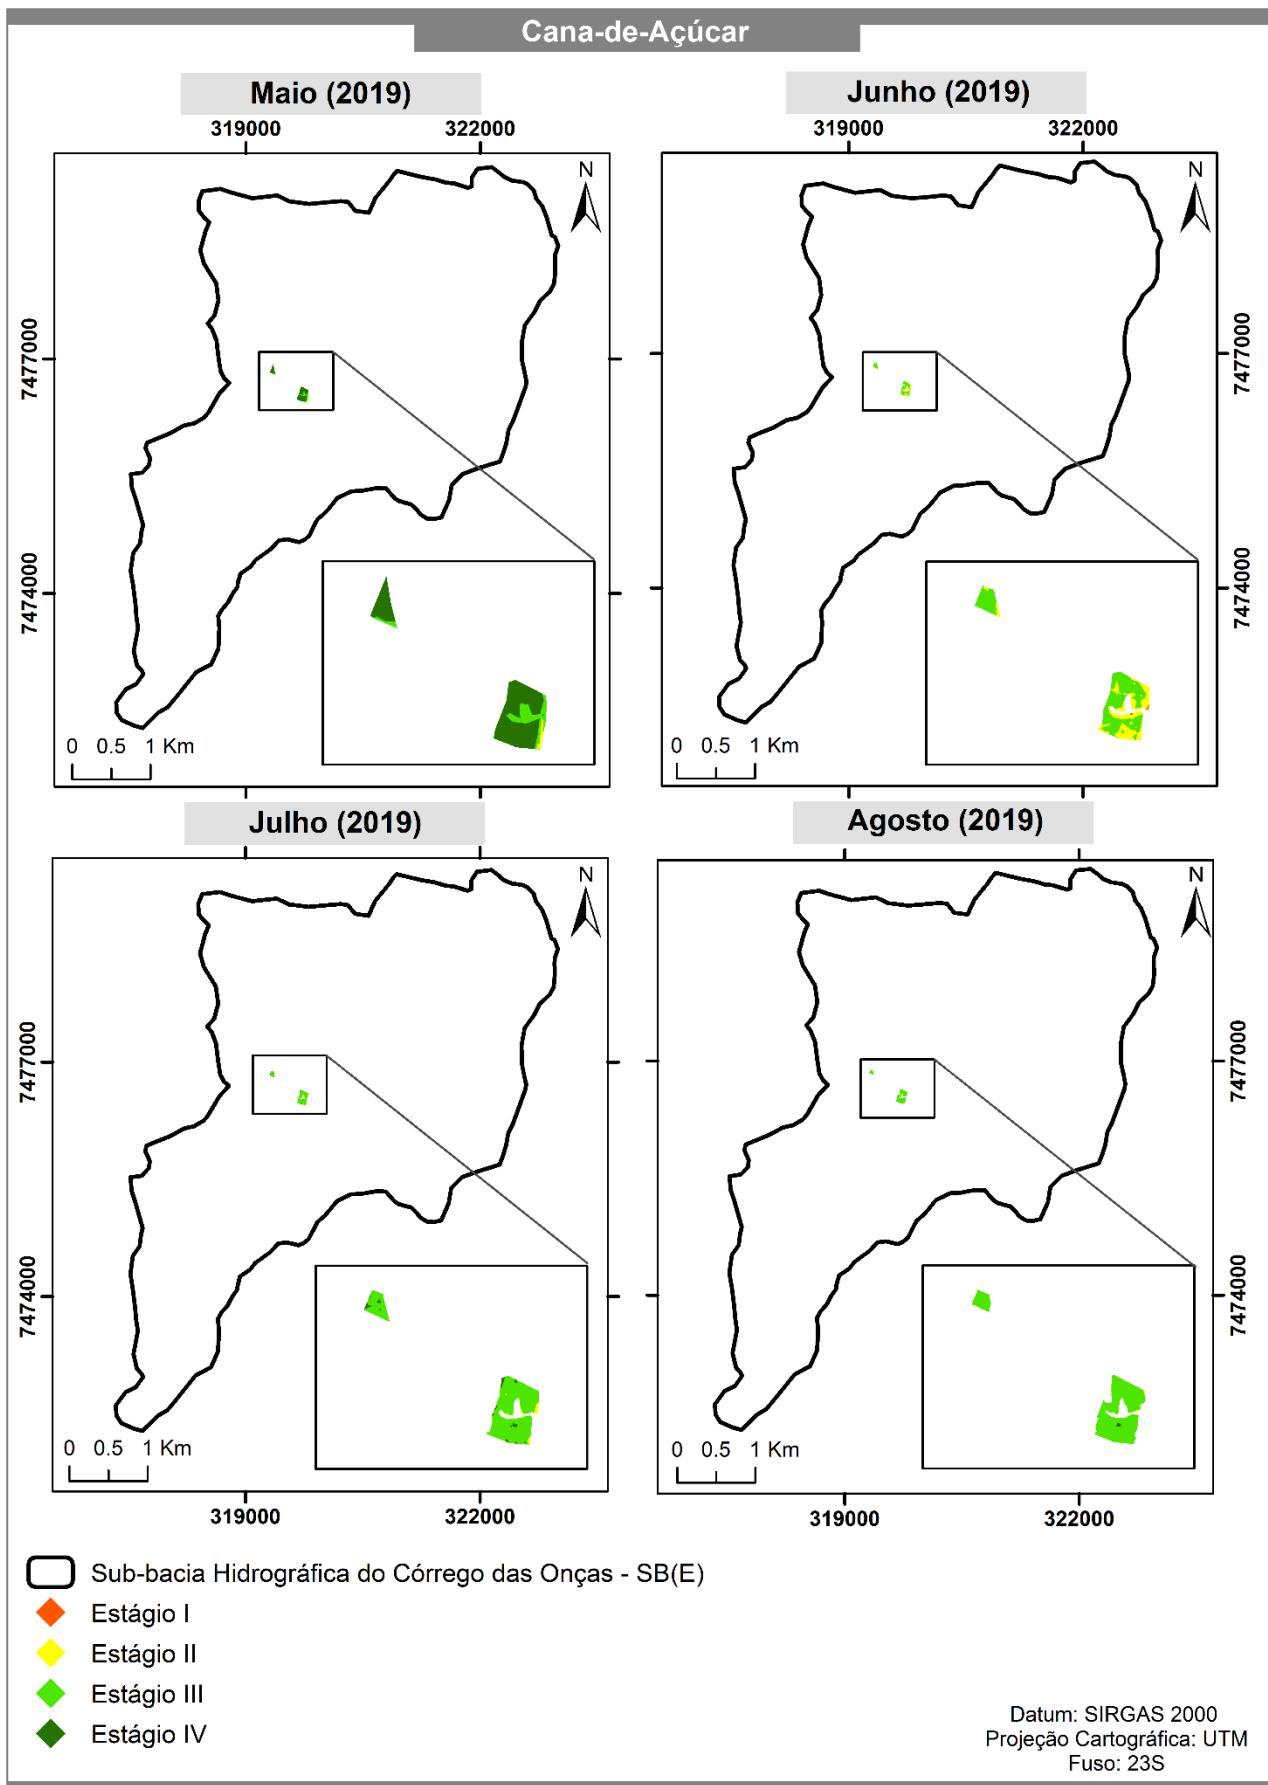 Cana-de-Açúcar
Maio (2019)
Junho (2019)
319000
322000
319000
322000
N
N
7477000
7477000
7474000
7474000
0 0.5 1 Km
0 0.5 1 Km
Julho (2019)
Agosto (2019)
N
N
7477000
7477000
7474000
7474000
0 0.5 1 Km
0 0.5 1 Km
319000
322000
319000
322000
Sub-bacia Hidrográfica do Córrego das Onças - SB(E)
Estágio I
Estágio II
Estágio III
Estágio IV
Datum: SIRGAS 2000
Projeção Cartográfica: UTM
Fuso: 23S